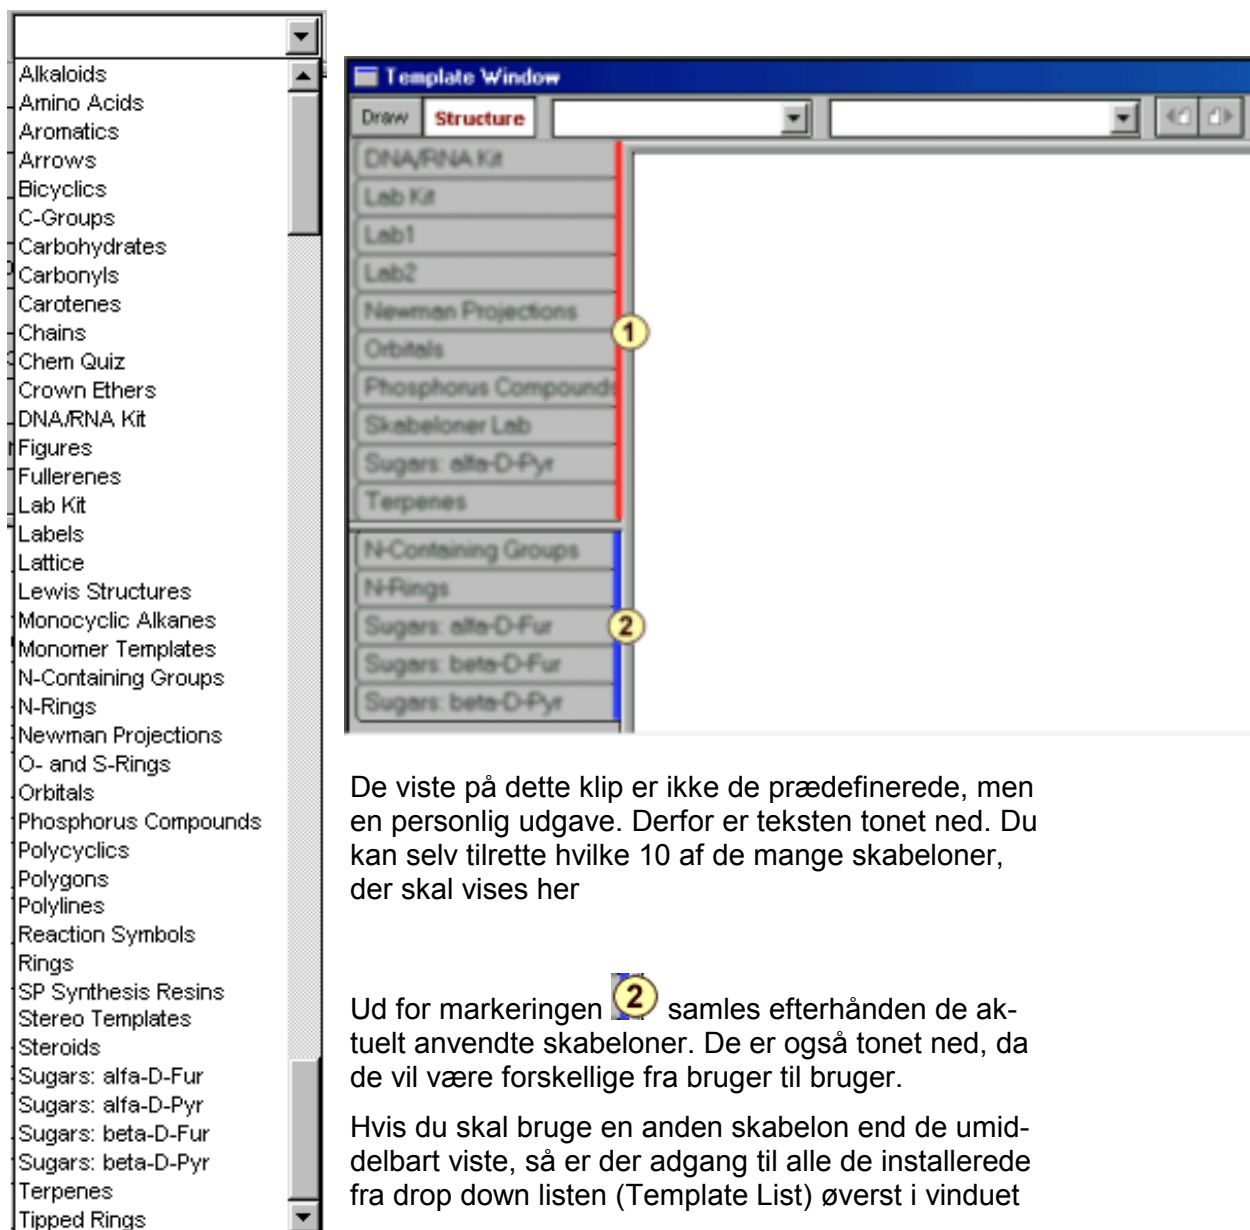 Alkaloids
Amino Acids
Aromatics
Arrows
Bicyclics
C-Groups
Carbohydrates
Carbonyls
Carotenes
Chains
Chem Quiz
Crown Ethers
DNA/RNA Kit
Figures
Fullerenes
Lab Kit
Labels
Lattice
Lewis Structures
Monocyclic Alkanes
Monomer Templates
N-Containing Groups
N-Rings
Newman Projections
O- and S-Rings
Orbitals
Phosphorus Compounds
Polycyclics
Polygons
Polylines
Reaction Symbols
Rings
SP Synthesis Resins
Stereo Templates
Steroids
Sugars: alfa-D-Fur
Sugars: alfa-D-Pyr
Sugars: beta-D-Fur
Sugars: beta-D-Pyr
Terpenes
Tipped Rings
Template Window
Draw Structure
DNA/RNA Kit
Lab Kit
Lab1
Lab2
Newman Projections
1
Orbitals
Phosphorus Compounds
Skabeloner Lab
Sugars: alfa-D-Pyr
Terpenes
N-Containing Groups
N-Rings
Sugars: alfa-D-Fur
2
Sugars: beta-D-Fur
Sugars: beta-D-Pyr
De viste på dette klip er ikke de prædefinerede, men
en personlig udgave. Derfor er teksten tonet ned. Du
kan selv tilrette hvilke 10 af de mange skabeloner,
der skal vises her
Ud for markeringen 2 samles efterhånden de ak-
tuelt anvendte skabeloner. De er også tonet ned, da
de vil være forskellige fra bruger til bruger.
Hvis du skal bruge en anden skabelon end de umid-
delbart viste, så er der adgang til alle de installerede
fra drop down listen (Template List) øverst i vinduet